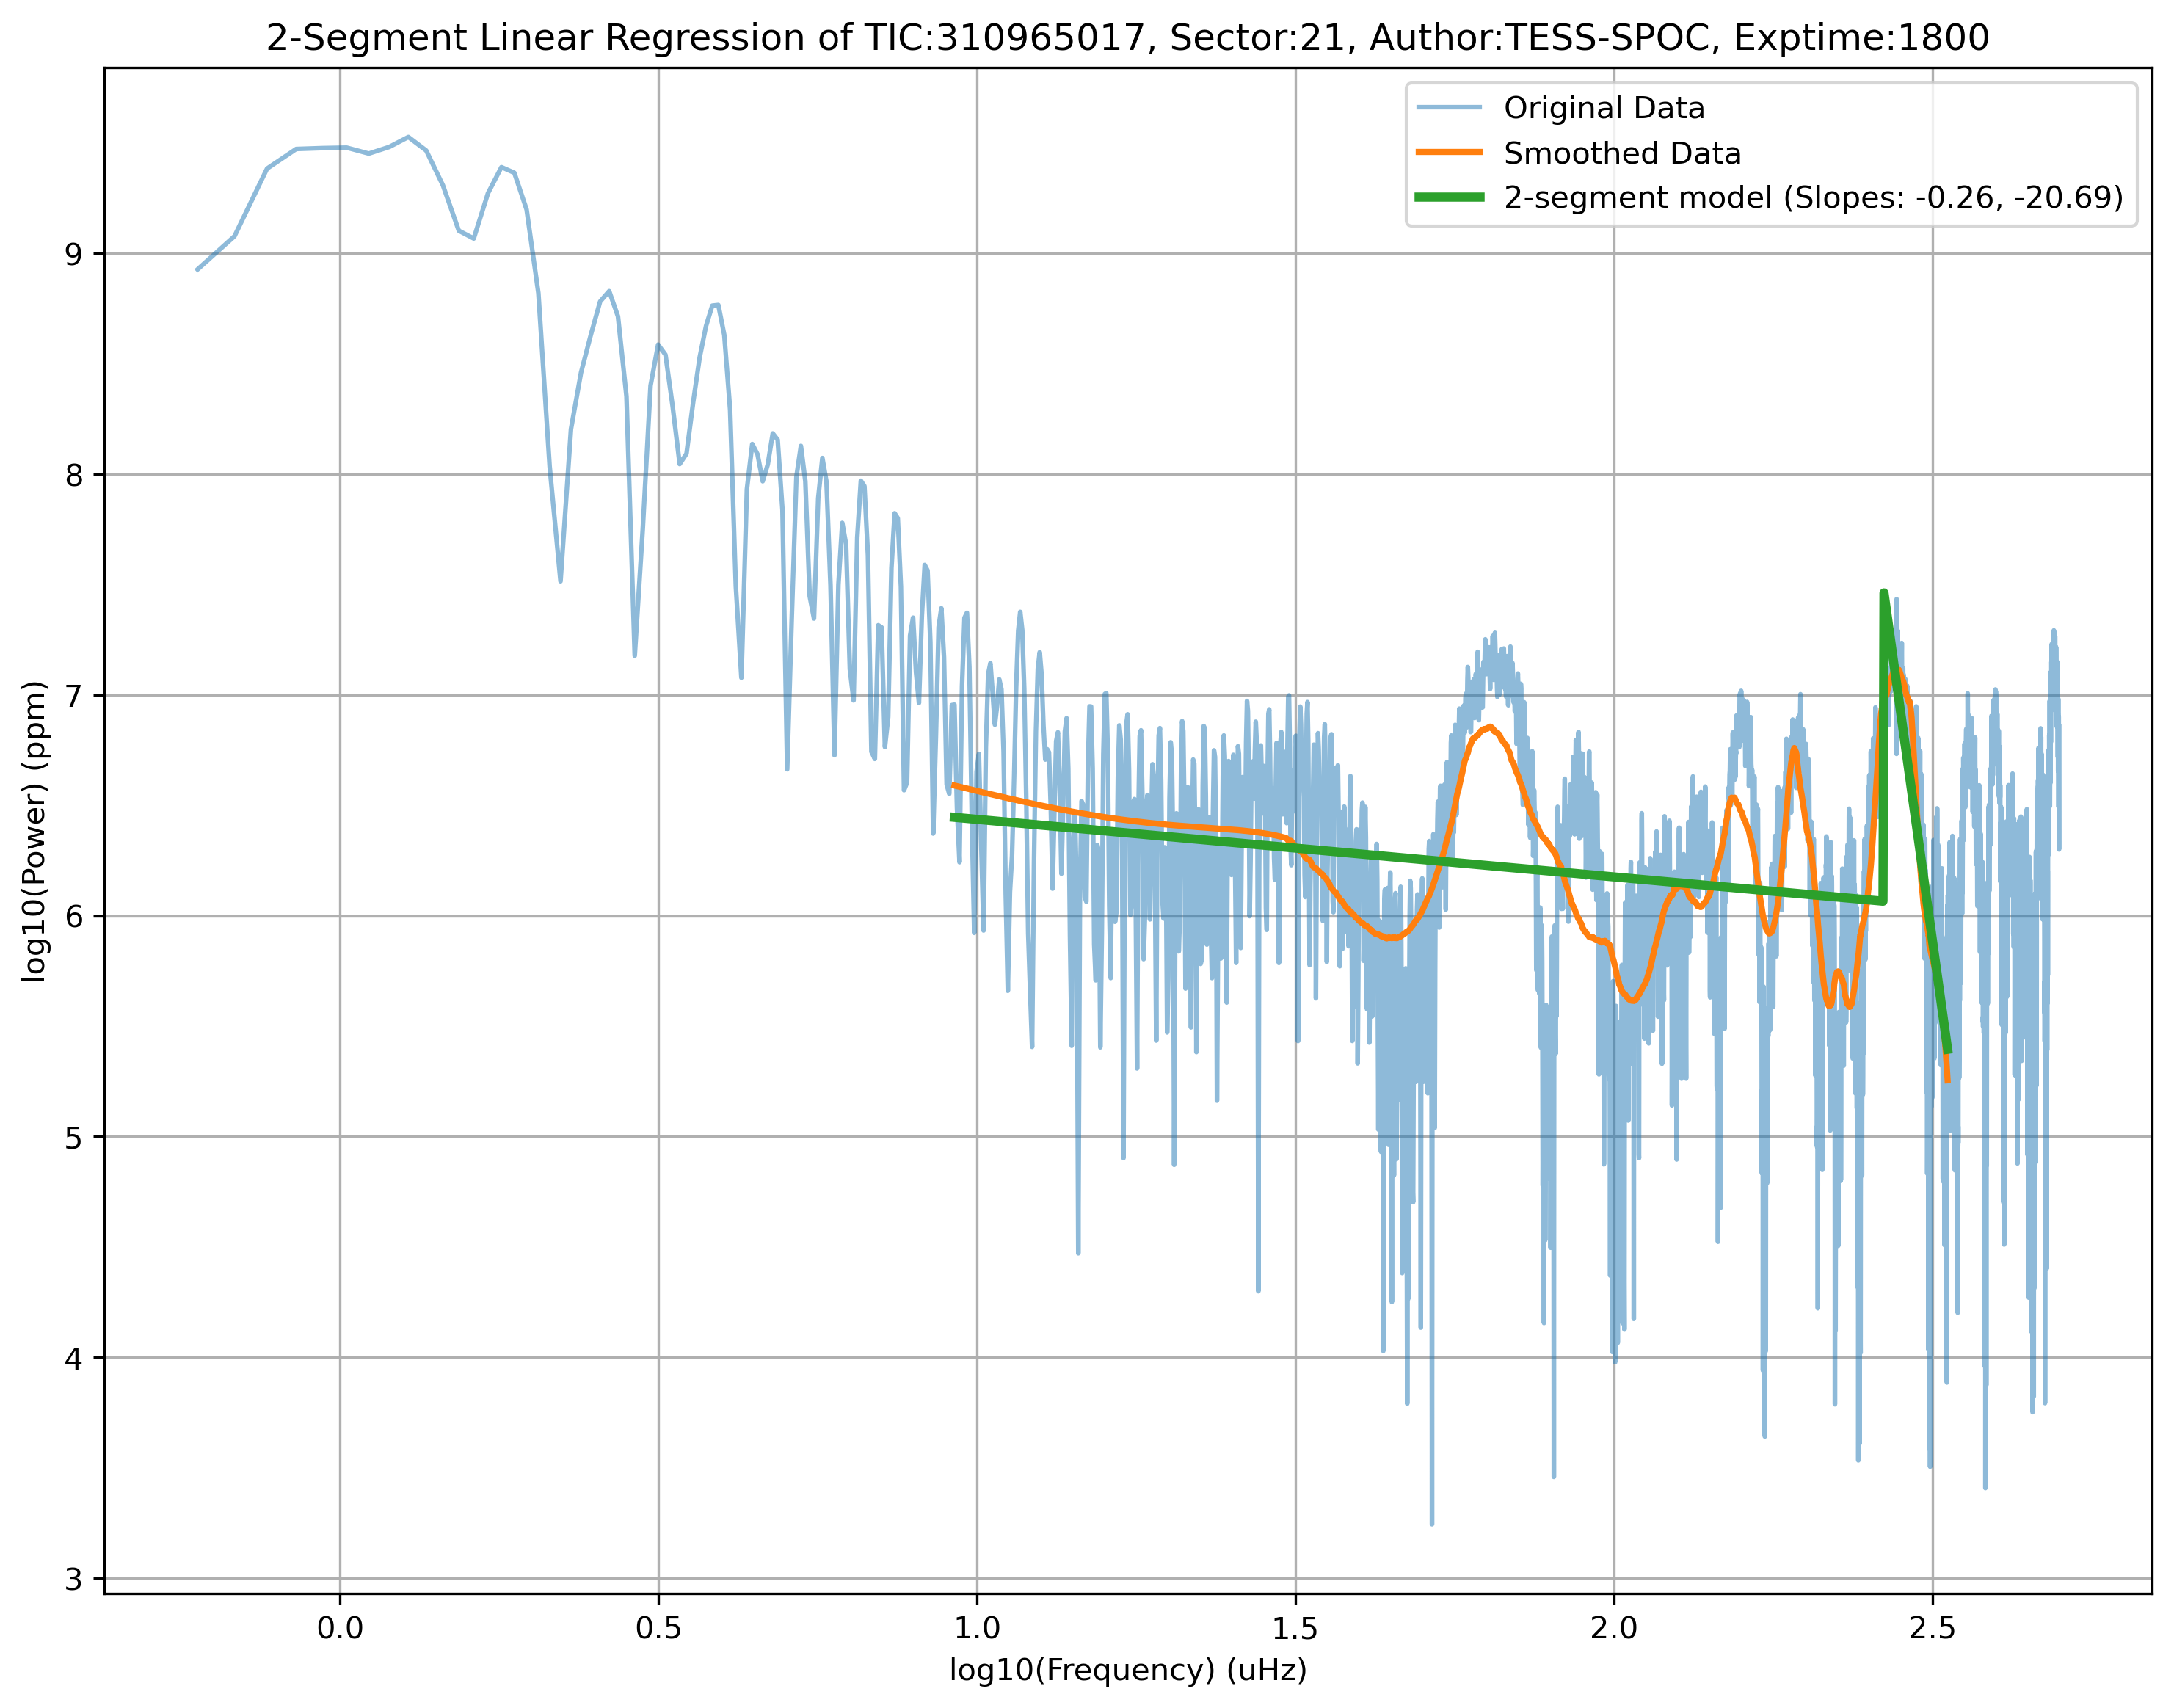 2-Segment Linear Regression of TIC:310965017, Sector:21, Author:TESS-SPOC, Exptime:1800
Original Data
Smoothed Data
2-segment model (Slopes: -0.26, -20.69)
log10(Power) (ppm)
9
8
7
6
5
4
3
0.0 0.5 1.0 1.5 2.0 2.5
log10(Frequency) (uHz)